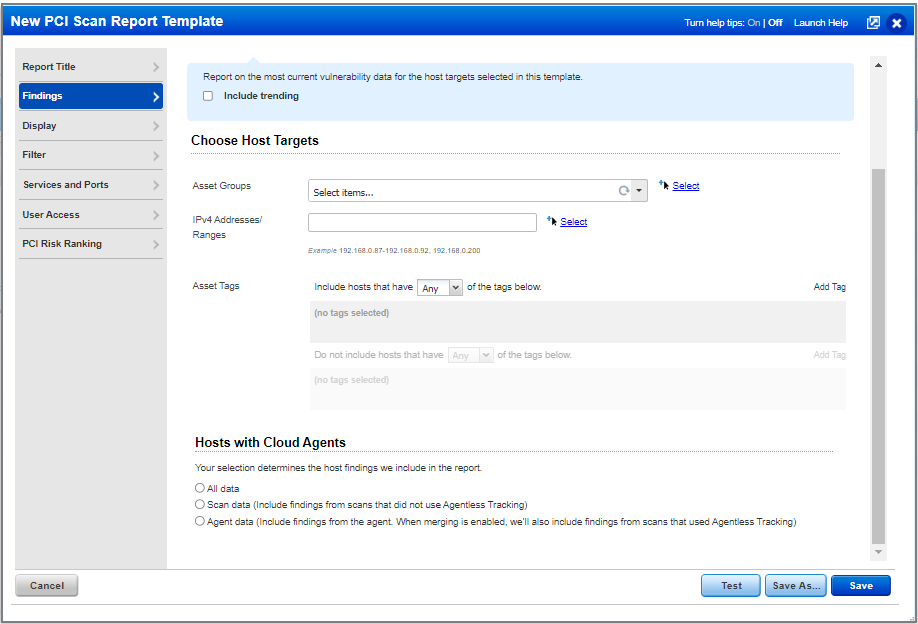 New PCI Scan Report Template
Turn help tips: On | Off Launch Help
Report Title
Findings
Display
Filter
Services and Ports
User Access
PCI Risk Ranking
Report on the most current vulnerability data for the host targets selected in this template.
Include trending
Choose Host Targets
Asset Groups
Select items...
Select
IPv4 Addresses/
Ranges
Select
Example 192.168.0.87-192.168.0.92, 192.168.0.200
Asset Tags
Include hosts that have Any of the tags below.
Add Tag
(no tags selected)
Do not include hosts that have Any of the tags below.
Add Tag
(no tags selected)
Hosts with Cloud Agents
Your selection determines the host findings we include in the report.
All data
Scan data (Include findings from scans that did not use Agentless Tracking)
Agent data (Include findings from the agent. When merging is enabled, we'll also include findings from scans that used Agentless Tracking)
Cancel
Test
Save As...
Save